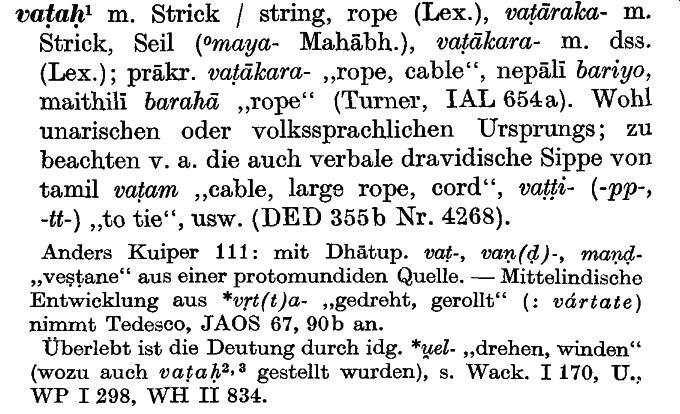 vaṭaḥ¹ m. Strick / string, rope (Lex.), vaṭāraka- m.
Strick, Seil (°maya- Mahābh.), vaṭākara- m. dss.
(Lex.); prākr. vaṭākara- „rope, cable“, nepālī bariyo,
maithilī barahā „rope“ (Turner, IAL 654a). Wohl
unarischen oder volkssprachlichen Ursprungs; zu
beachten v. a. die auch verbale dravidische Sippe von
tamil vaṭam „cable, large rope, cord“, vaṭṭi- (-pp-,
-tt-) „to tie“, usw. (DED 355b Nr. 4268).
Anders Kuiper 111: mit Dhātup. vaṭ-, vaṇ(ḍ)-, maṇḍ-
„veṣṭane“ aus einer protomundiden Quelle. — Mittelindische
Entwicklung aus *vṛt(t)a- „gedreht, gerollt“ (: vártate)
nimmt Tedesco, JAOS 67, 90b an.
Überlebt ist die Deutung durch idg. *u̯el- „drehen, winden“
(wozu auch vaṭaḥ²,³ gestellt wurden), s. Wack. I 170, U.,
WP I 298, WH II 834.